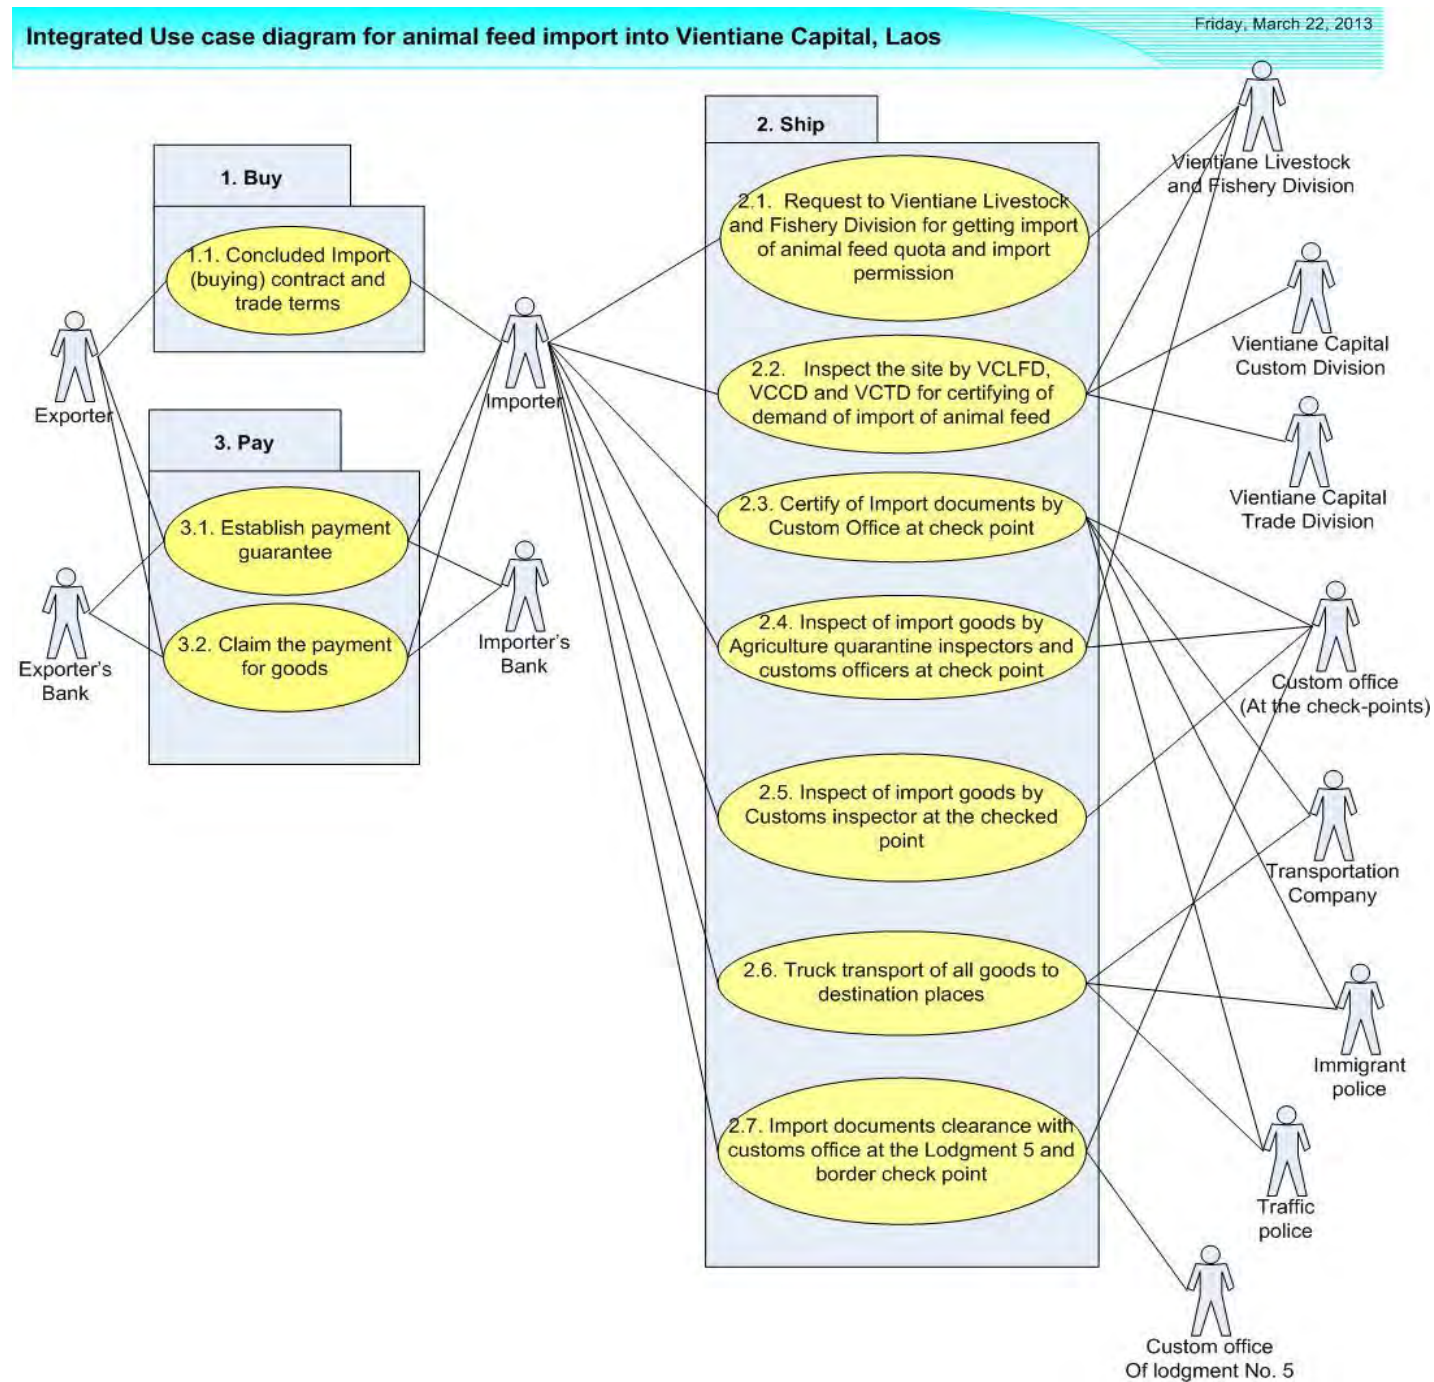 Integrated Use case diagram for animal feed import into Vientiane Capital, Laos
Friday, March 22, 2013
1. Buy
1.1. Concluded Import
(buying) contract and
trade terms
Exporter
Importer
3. Pay
3.1. Establish payment
guarantee
3.2. Claim the payment
for goods
Exporter's
Bank
Importer's
Bank
2. Ship
2.1. Request to Vientiane Livestock
and Fishery Division for getting import
of animal feed quota and import
permission
2.2. Inspect the site by VCLFD,
VCCD and VCTD for certifying of
demand of import of animal feed
2.3. Certify of Import documents by
Custom Office at check point
2.4. Inspect of import goods by
Agriculture quarantine inspectors and
customs officers at check point
2.5. Inspect of import goods by
Customs inspector at the checked
point
2.6. Truck transport of all goods to
destination places
2.7. Import documents clearance with
customs office at the Lodgment 5 and
border check point
Vientiane Livestock
and Fishery Division
Vientiane Capital
Custom Division
Vientiane Capital
Trade Division
Custom office
(At the check-points)
Transportation
Company
Immigrant
police
Traffic
police
Custom office
Of lodgment No. 5